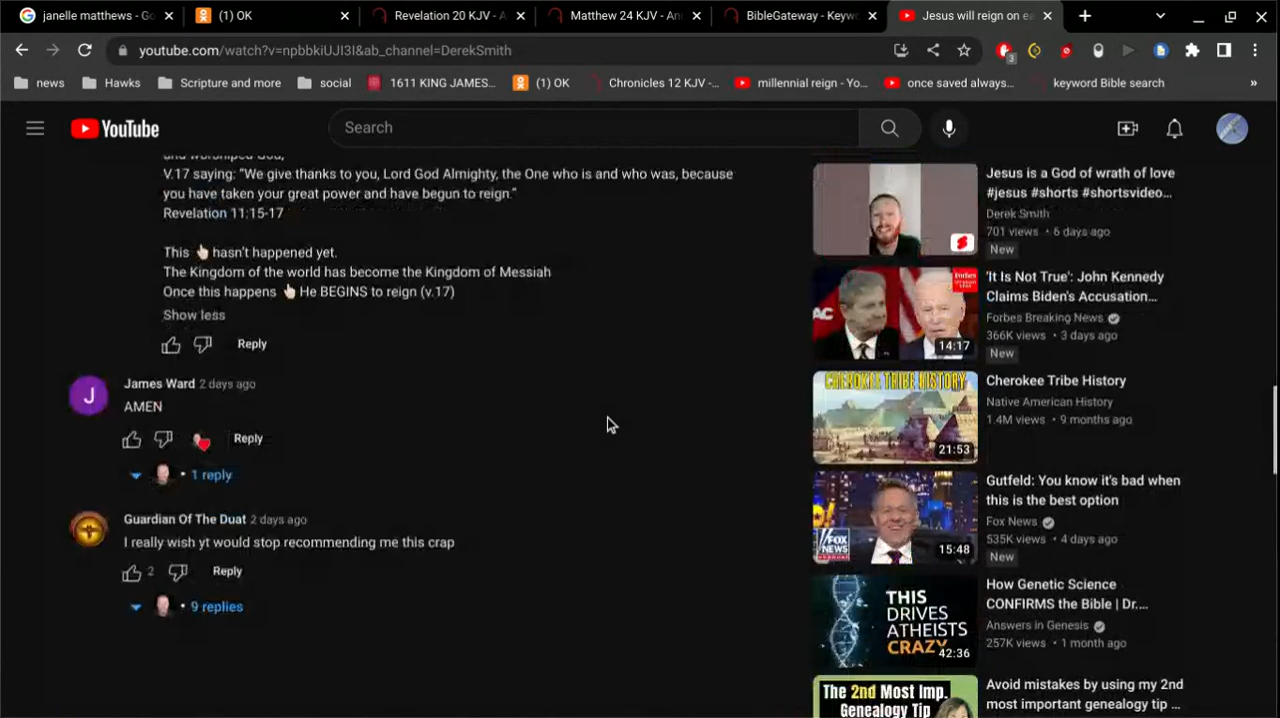 janelle matthews - Go
(1) OK
Revelation 20 KJV - A
Matthew 24 KJV - An
BibleGateway - Keyw
Jesus will reign on ea
youtube.com/watch?v=npbbkiUJI3I&ab_channel=DerekSmith
3
news
Hawks
Scripture and more
social
1611 KING JAMES...
(1) OK
Chronicles 12 KJV -...
millennial reign - Yo...
once saved always...
keyword Bible search
»
YouTube
Search
and worshiped God,
V.17 saying: “We give thanks to you, Lord God Almighty, the One who is and who was, because
you have taken your great power and have begun to reign.”
Revelation 11:15-17
This 👆🏻 hasn't happened yet.
The Kingdom of the world has become the Kingdom of Messiah
Once this happens 👆🏻 He BEGINS to reign (v.17)
Show less
Reply
James Ward 2 days ago
J
AMEN
Reply
• 1 reply
Guardian Of The Duat 2 days ago
I really wish yt would stop recommending me this crap
2
Reply
• 9 replies
Jesus is a God of wrath of love
#jesus #shorts #shortsvideo...
Derek Smith
701 views • 6 days ago
New
'It Is Not True': John Kennedy
Claims Biden's Accusation...
Forbes Breaking News
366K views • 3 days ago
New
Forbes
AC
14:17
Cherokee Tribe History
Native American History
1.4M views • 9 months ago
CHEROKEE TRIBE HISTORY
21:53
Gutfeld: You know it's bad when
this is the best option
Fox News
535K views • 4 days ago
New
FOX
NEWS
15:48
How Genetic Science
CONFIRMS the Bible | Dr....
Answers in Genesis
257K views • 1 month ago
THIS
DRIVES
ATHEISTS
CRAZY
42:36
Avoid mistakes by using my 2nd
most important genealogy tip ...
The 2nd Most Imp.
Genealogy Tip